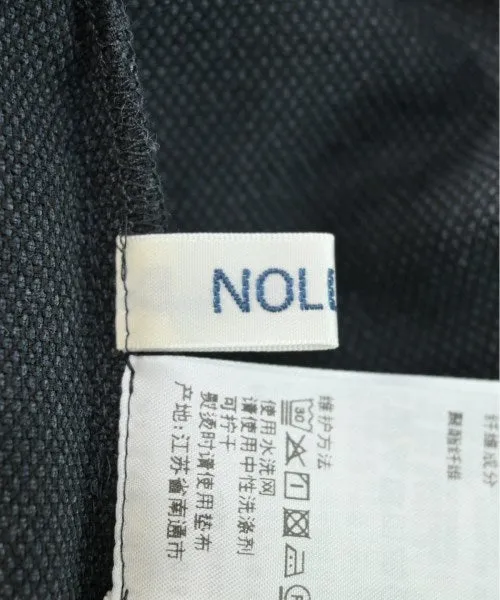 NOLL
纤维成分
聚酯纤维
维护方法
30
使用水洗网
请使用中性洗涤剂
可拧干
熨烫时请使用垫布
产地:江苏省南通市